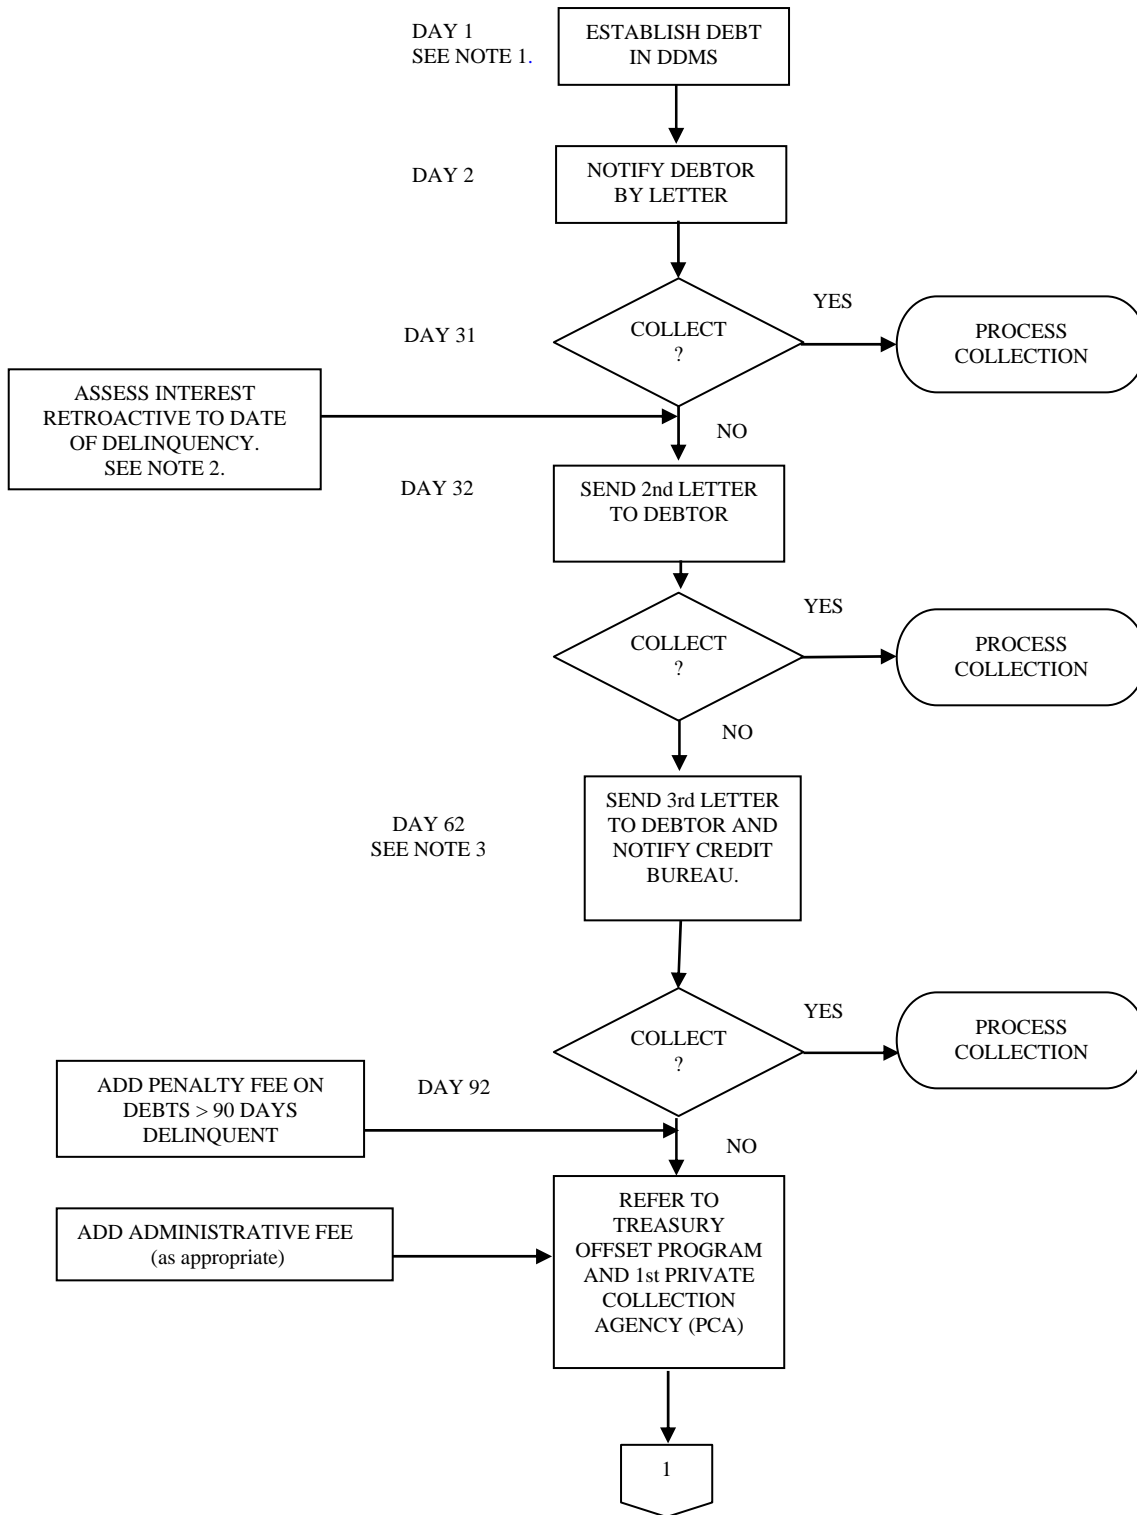 DAY 1
SEE NOTE 1.
ESTABLISH DEBT
IN DDMS
DAY 2
NOTIFY DEBTOR
BY LETTER
DAY 31
COLLECT
?
YES
PROCESS
COLLECTION
ASSESS INTEREST
RETROACTIVE TO DATE
OF DELINQUENCY.
SEE NOTE 2.
NO
DAY 32
SEND 2nd LETTER
TO DEBTOR
COLLECT
?
YES
PROCESS
COLLECTION
NO
DAY 62
SEE NOTE 3
SEND 3rd LETTER
TO DEBTOR AND
NOTIFY CREDIT
BUREAU.
COLLECT
?
YES
PROCESS
COLLECTION
ADD PENALTY FEE ON
DEBTS > 90 DAYS
DELINQUENT
DAY 92
NO
ADD ADMINISTRATIVE FEE
(as appropriate)
REFER TO
TREASURY
OFFSET PROGRAM
AND 1st PRIVATE
COLLECTION
AGENCY (PCA)
1